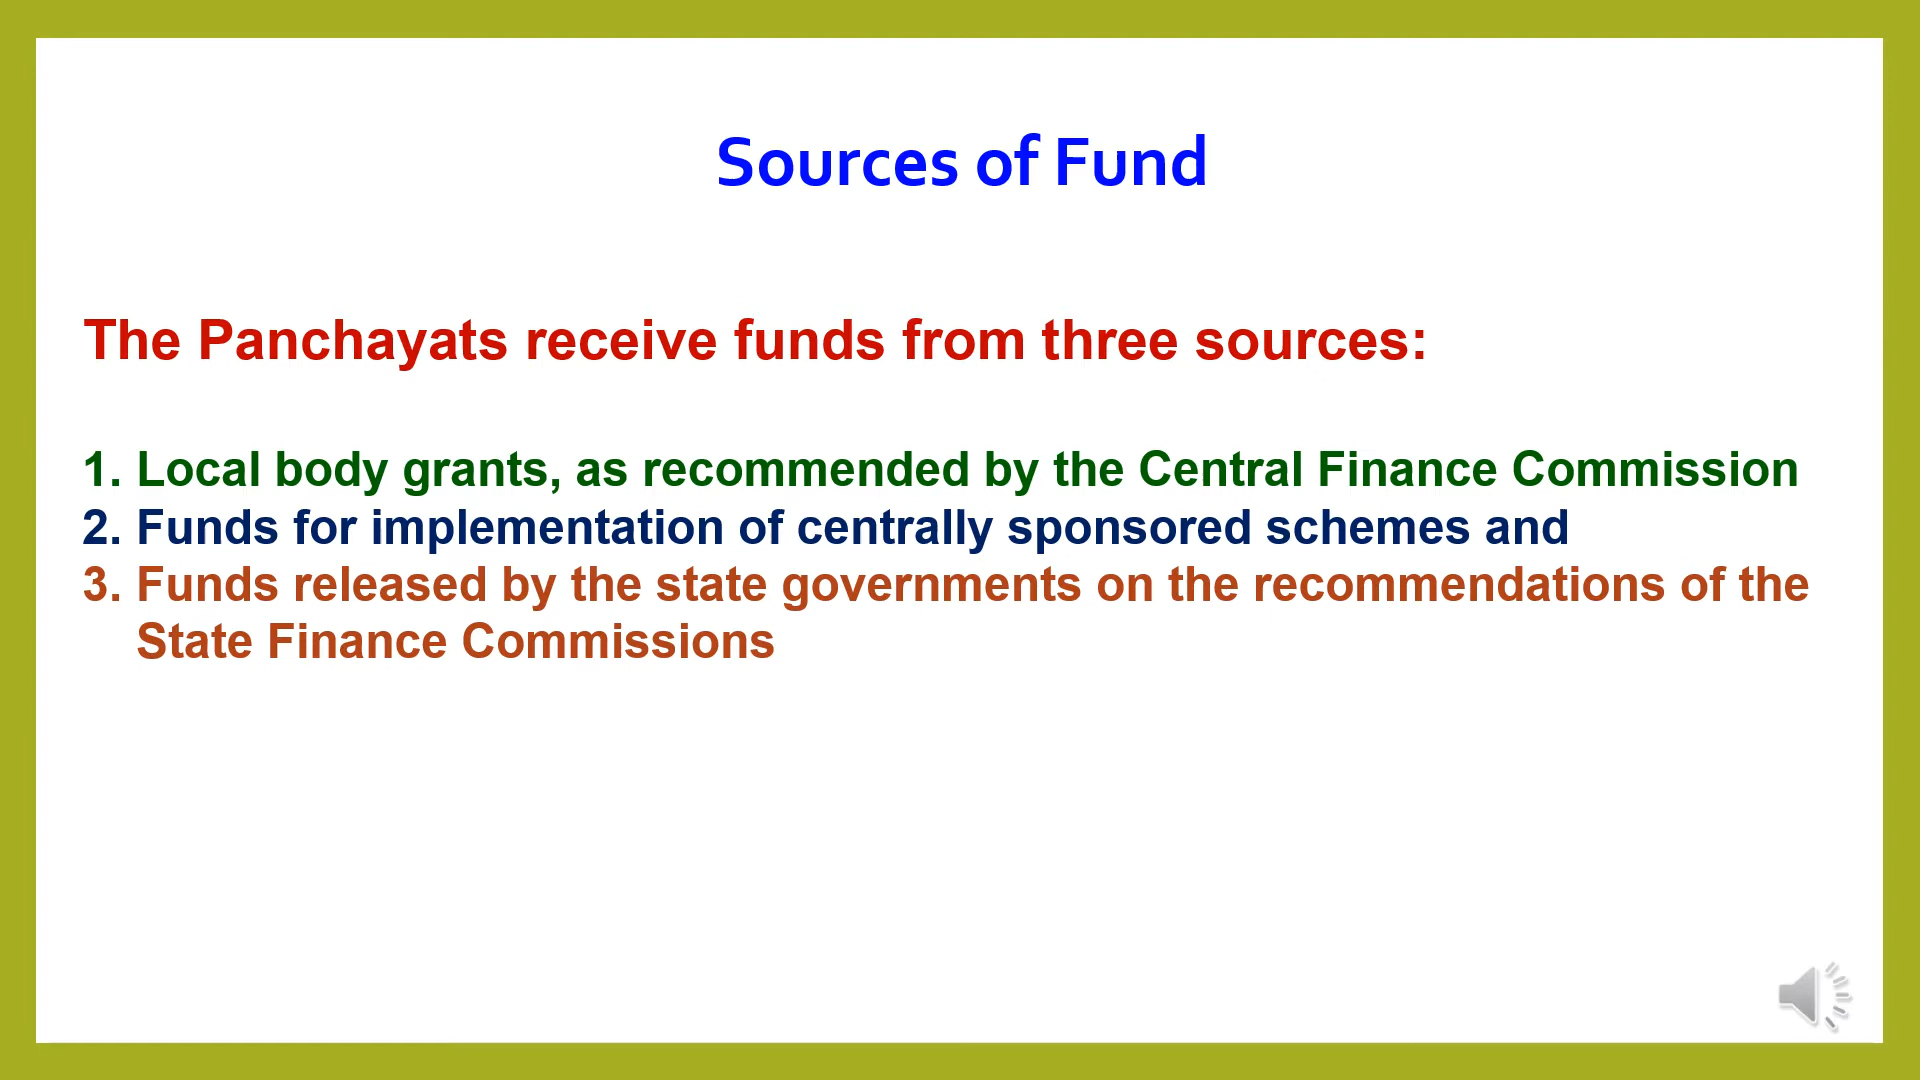 Sources of Fund
The Panchayats receive funds from three sources:
1. Local body grants, as recommended by the Central Finance Commission
2. Funds for implementation of centrally sponsored schemes and
3. Funds released by the state governments on the recommendations of the
State Finance Commissions